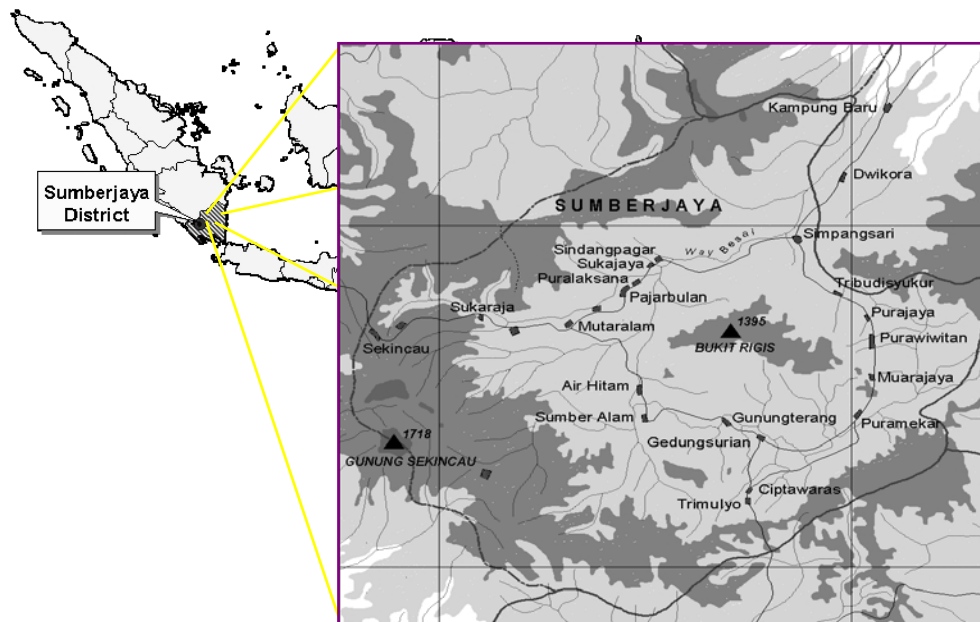 Sumberjaya
District
Kampung Baru
Dwikora
SUMBERJAYA
Way Besai
Simpangsari
Sindangpagar
Sukajaya
Puralaksana
Tribudisyukur
Pajarbulan
Sukaraja
Purajaya
1395
Mutaralam
Purawiwitan
BUKIT RIGIS
Sekincau
Muarajaya
Air Hitam
Sumber Alam
Gunungterang
Puramekar
1718
Gedungsurian
GUNUNG SEKINCAU
Ciptawaras
Trimulyo